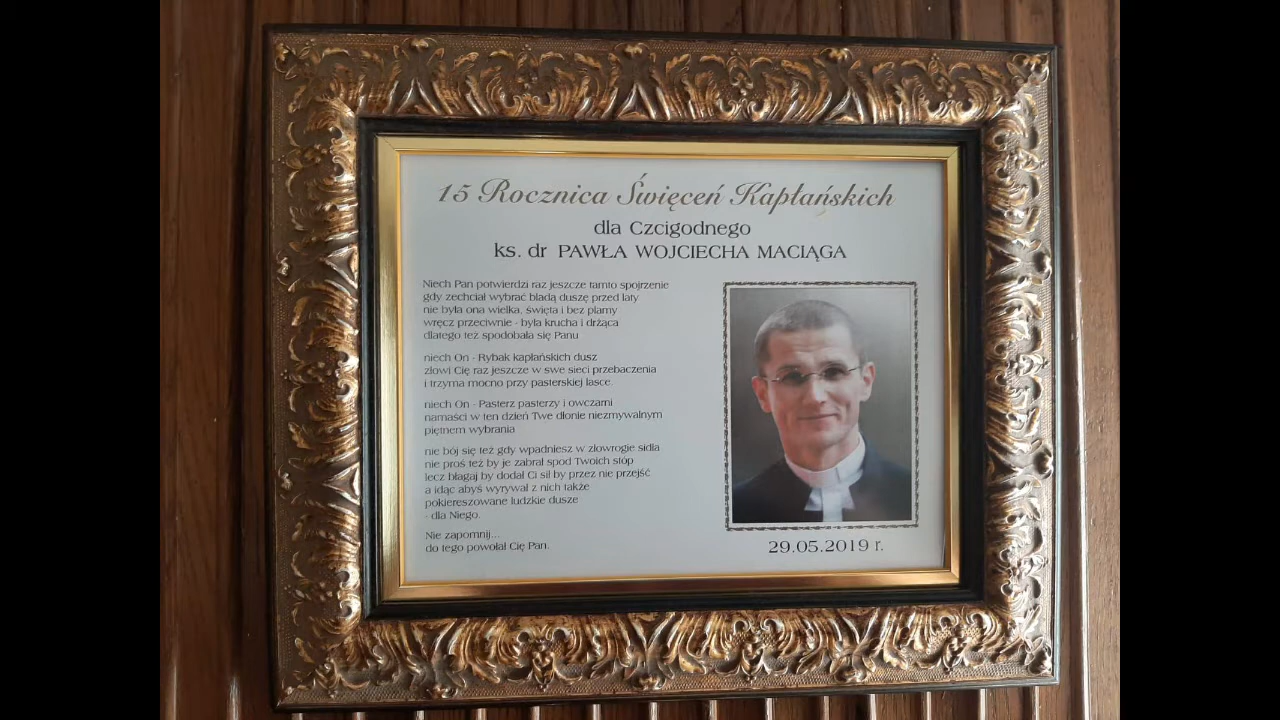 15 Rocznica Święceń Kapłańskich
dla Czcigodnego
ks. dr PAWŁA WOJCIECHA MACIĄGA
Niech Pan potwierdzi raz jeszcze tamto spojrzenie
gdy zechciał wybrać bladą duszę przed laty
nie była ona wielka, święta i bez plamy
wręcz przeciwnie - była krucha i drżąca
dlatego też spodobała się Panu
niech On - Rybak kapłańskich dusz
złowi Cię raz jeszcze w swe sieci przebaczenia
i trzyma mocno przy pasterskiej lasce.
niech On - Pasterz pasterzy i owczarni
namaści w ten dzień Twe dłonie niezmywalnym
piętnem wybrania
nie bój się też gdy wpadniesz w złowrogie sidła
nie proś też by je zabrał spod Twoich stóp
lecz błagaj by dodał Ci sił by przez nie przejść
a idąc abyś wyrywał z nich także
pokiereszowane ludzkie dusze
- dla Niego.
Nie zapomnij...
do tego powołał Cię Pan.
29.05.2019 r.